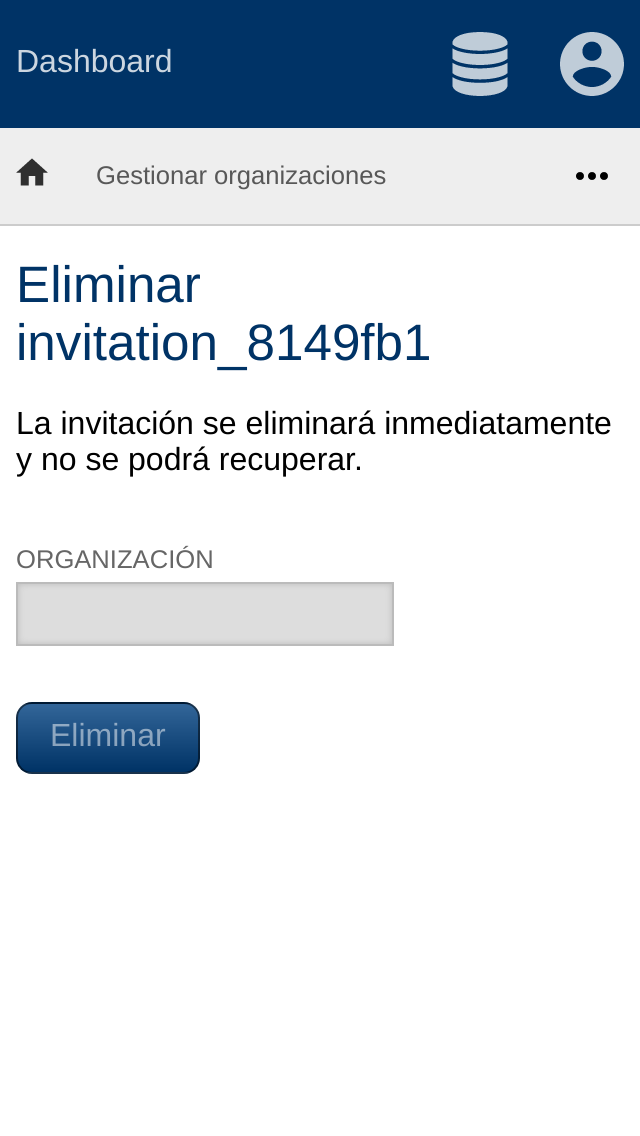 Dashboard
Gestionar organizaciones
Eliminar
invitation_8149fb1
La invitación se eliminará inmediatamente
y no se podrá recuperar.
ORGANIZACIÓN
Eliminar